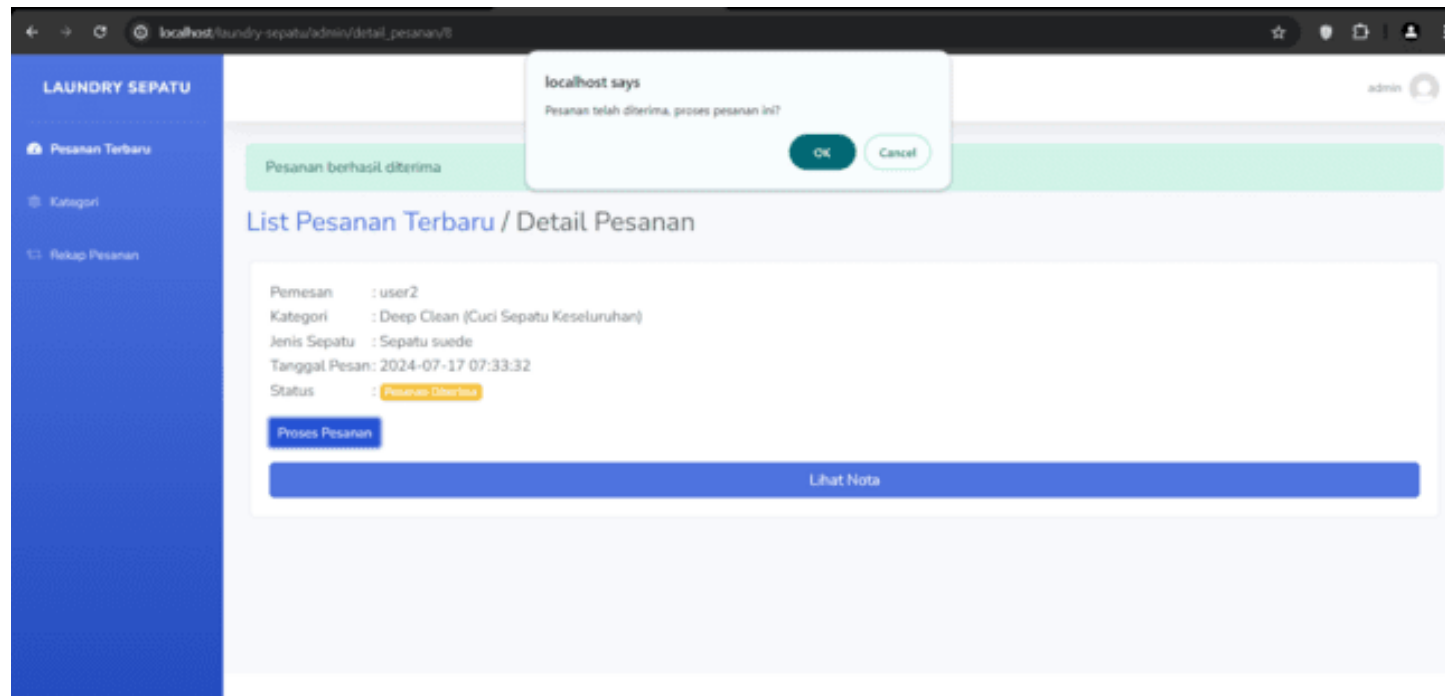 localhost/laundry-sepatu/admin/detail_pesanan/8
LAUNDRY SEPATU
localhost says
Pesanan telah diterima, proses pesanan ini?
OK
Cancel
admin
Pesanan Terbaru
Kategori
Rekap Pesanan
Pesanan berhasil diterima
List Pesanan Terbaru / Detail Pesanan
Pemesan : user2
Kategori : Deep Clean (Cuci Sepatu Keseluruhan)
Jenis Sepatu : Sepatu suede
Tanggal Pesan: 2024-07-17 07:33:32
Status : Pesanan Diterima
Proses Pesanan
Lihat Nota